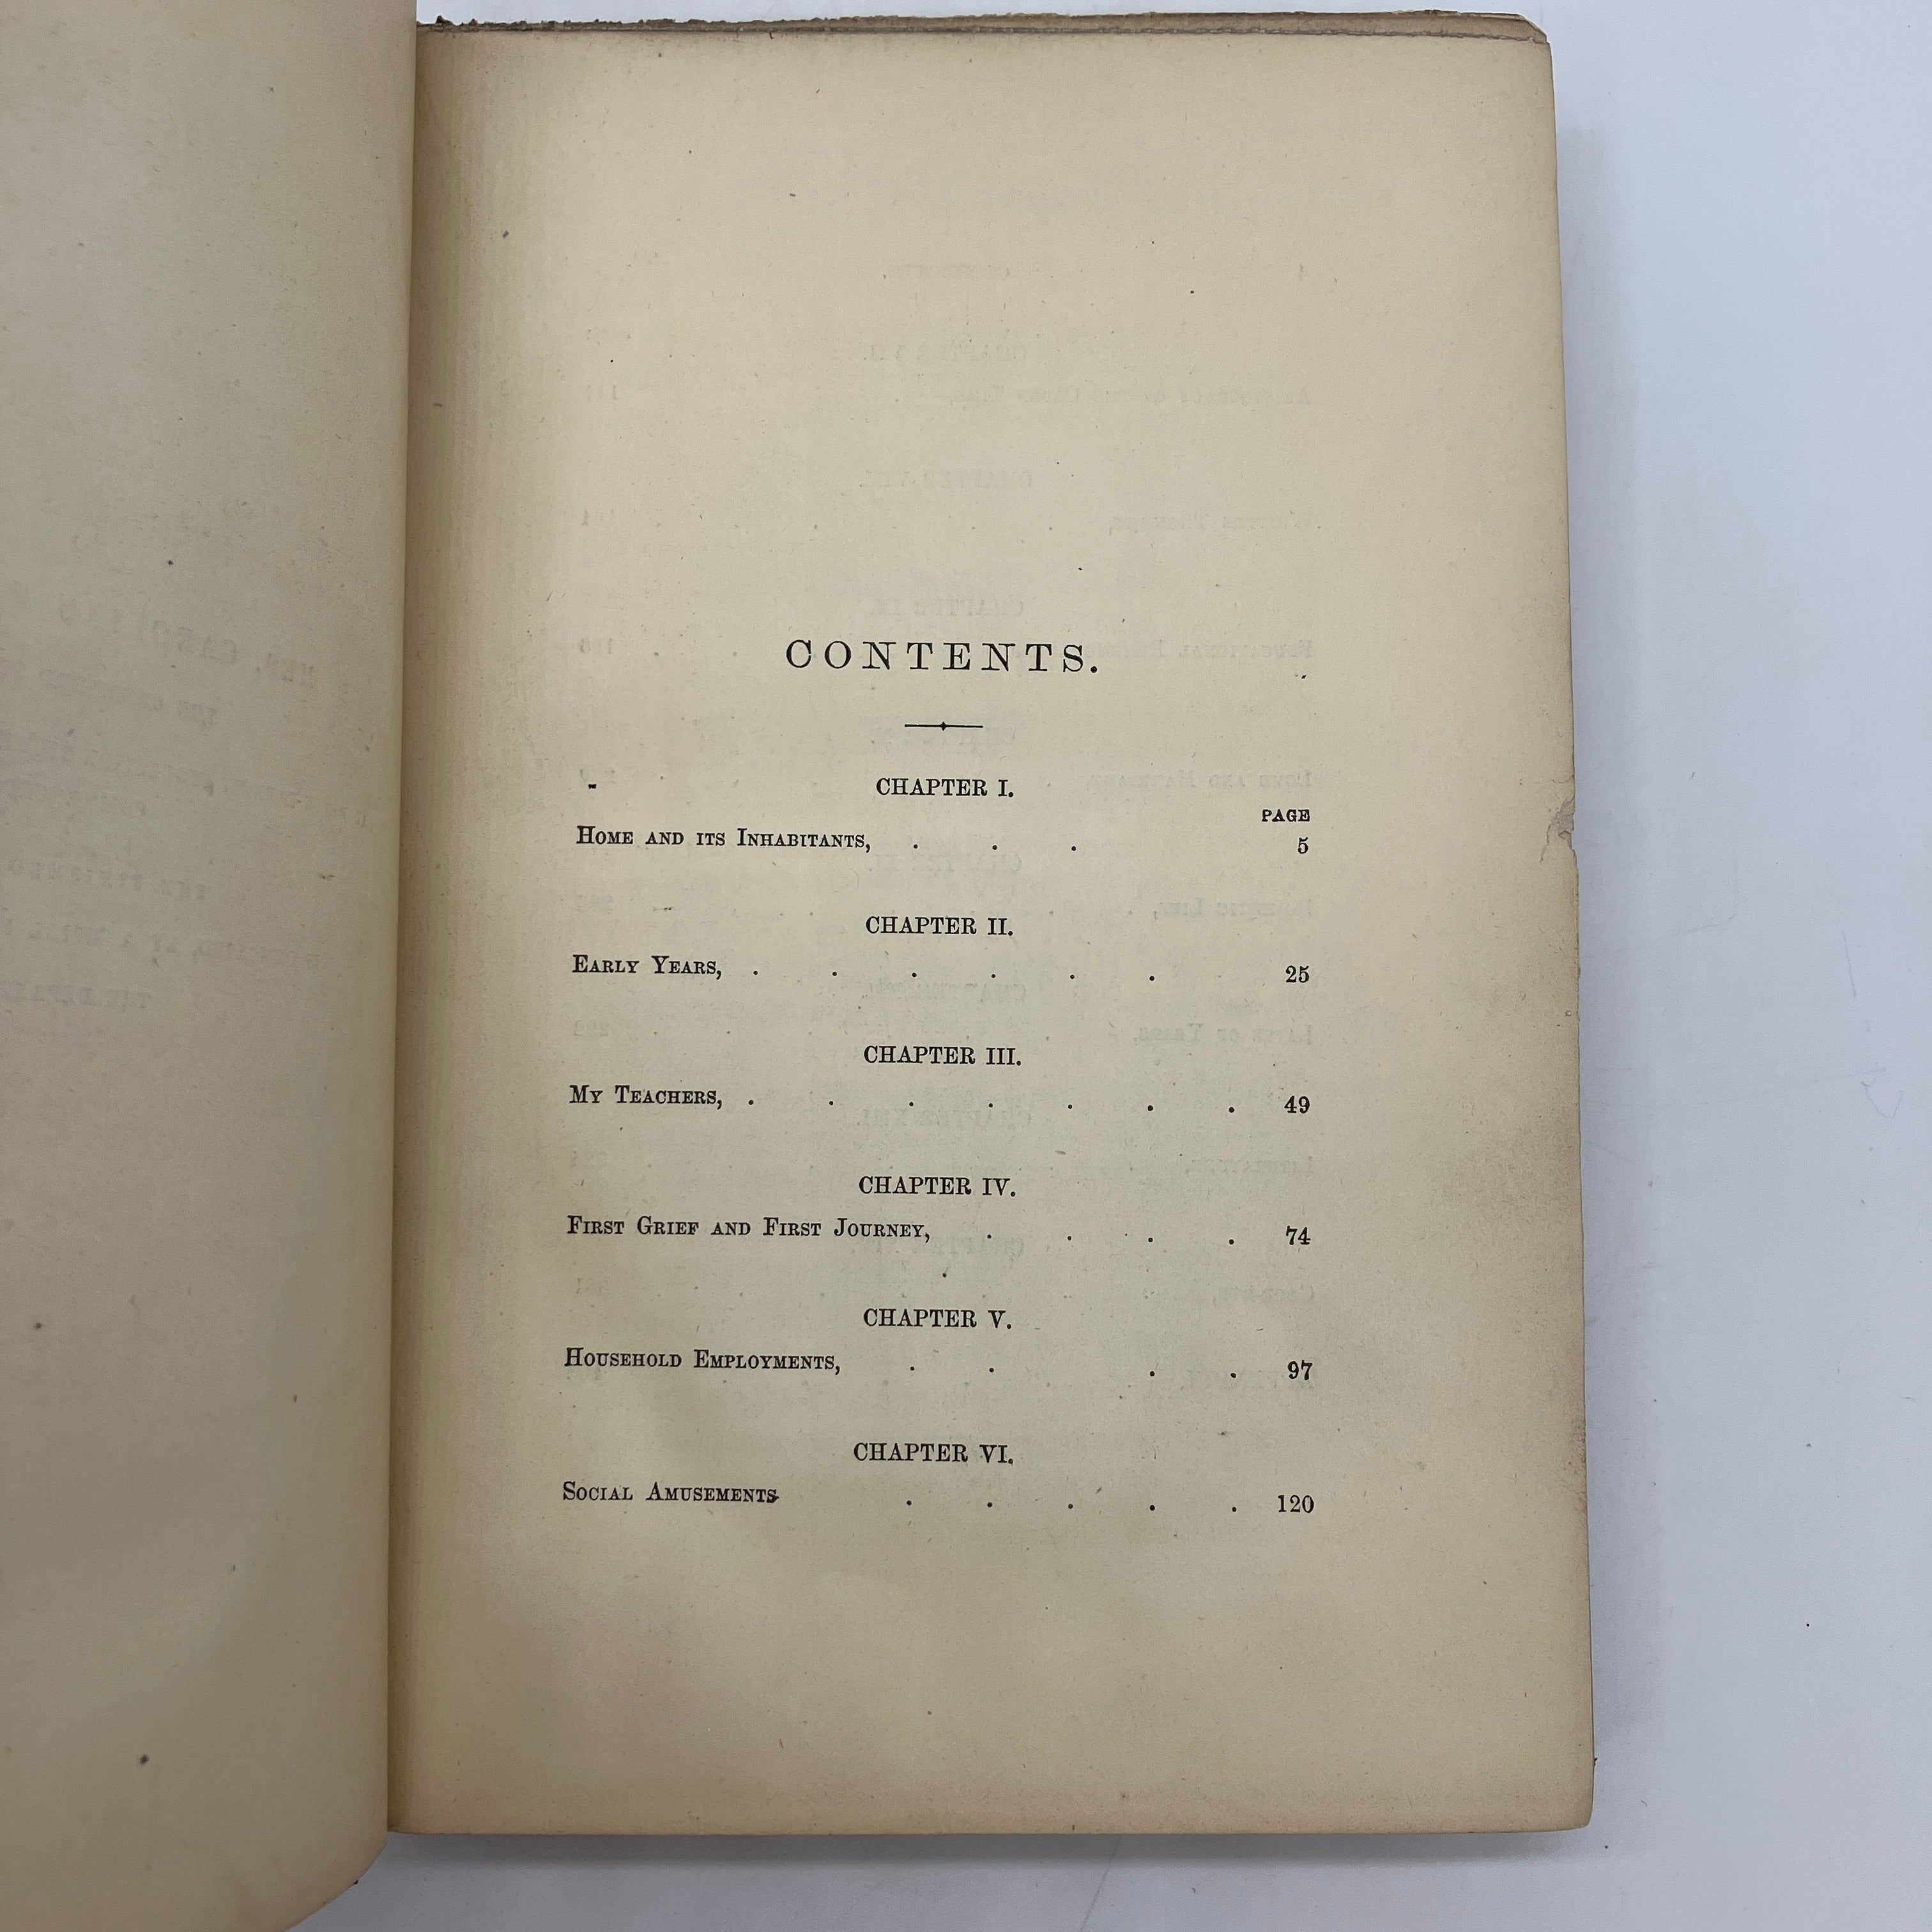 CONTENTS.
CHAPTER I.
PAGE
HOME AND ITS INHABITANTS, . . . 5
CHAPTER II.
EARLY YEARS, . . . . . . 25
CHAPTER III.
MY TEACHERS, . . . . . . . 49
CHAPTER IV.
FIRST GRIEF AND FIRST JOURNEY, . . . . 74
CHAPTER V.
HOUSEHOLD EMPLOYMENTS, . . . . 97
CHAPTER VI.
SOCIAL AMUSEMENTS . . . . . 120